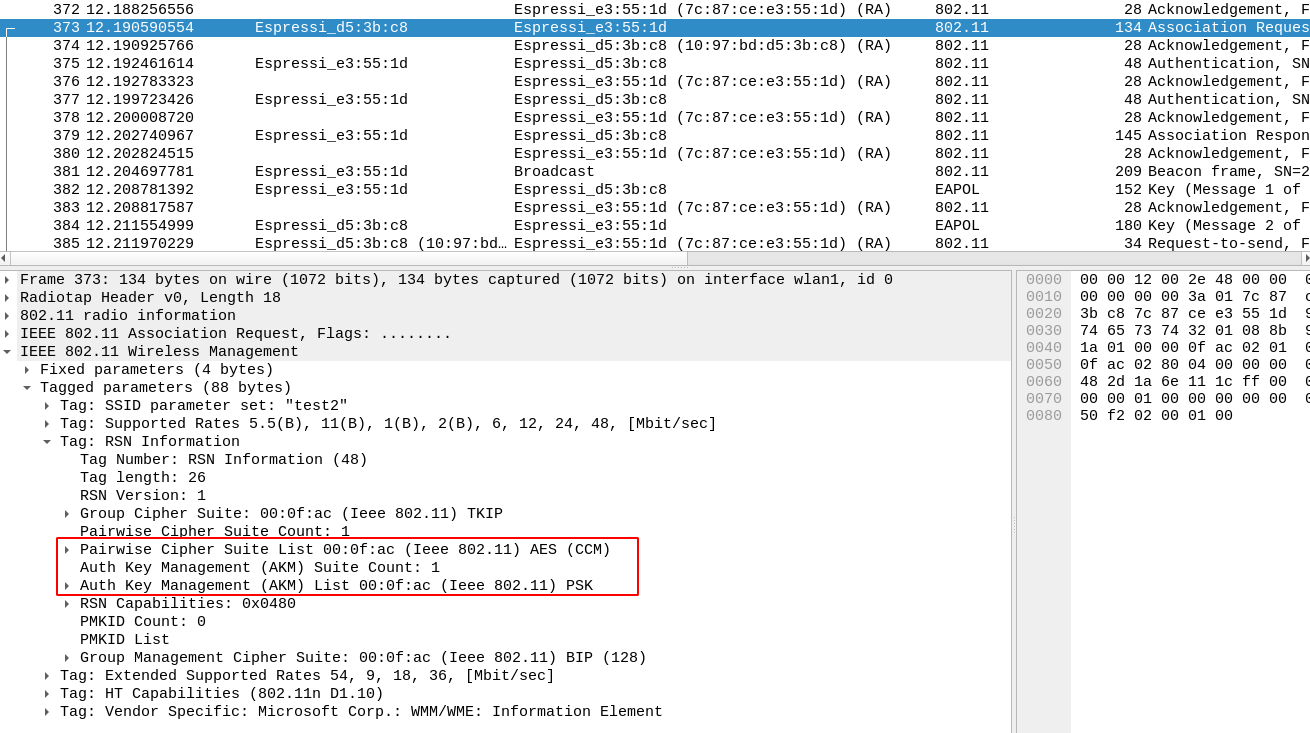 372 12.188256556 Espressi_e3:55:1d (7c:87:ce:e3:55:1d) (RA) 802.11 28 Acknowledgement, F
373 12.190590554 Espressi_d5:3b:c8 Espressi_e3:55:1d 802.11 134 Association Reques
374 12.190925766 Espressi_d5:3b:c8 (10:97:bd:d5:3b:c8) (RA) 802.11 28 Acknowledgement, F
375 12.192461614 Espressi_e3:55:1d Espressi_d5:3b:c8 802.11 48 Authentication, SN
376 12.192783323 Espressi_e3:55:1d (7c:87:ce:e3:55:1d) (RA) 802.11 28 Acknowledgement, F
377 12.199723426 Espressi_e3:55:1d Espressi_d5:3b:c8 802.11 48 Authentication, SN
378 12.200008720 Espressi_e3:55:1d (7c:87:ce:e3:55:1d) (RA) 802.11 28 Acknowledgement, F
379 12.202740967 Espressi_e3:55:1d Espressi_d5:3b:c8 802.11 145 Association Respon
380 12.202824515 Espressi_e3:55:1d (7c:87:ce:e3:55:1d) (RA) 802.11 28 Acknowledgement, F
381 12.204697781 Espressi_e3:55:1d Broadcast 802.11 209 Beacon frame, SN=2
382 12.208781392 Espressi_e3:55:1d Espressi_d5:3b:c8 EAPOL 152 Key (Message 1 of
383 12.208817587 Espressi_e3:55:1d (7c:87:ce:e3:55:1d) (RA) 802.11 28 Acknowledgement, F
384 12.211554999 Espressi_d5:3b:c8 Espressi_e3:55:1d EAPOL 180 Key (Message 2 of
385 12.211970229 Espressi_d5:3b:c8 (10:97:bd… Espressi_e3:55:1d (7c:87:ce:e3:55:1d) (RA) 802.11 34 Request-to-send, F
Frame 373: 134 bytes on wire (1072 bits), 134 bytes captured (1072 bits) on interface wlan1, id 0
Radiotap Header v0, Length 18
802.11 radio information
IEEE 802.11 Association Request, Flags: ........
IEEE 802.11 Wireless Management
Fixed parameters (4 bytes)
Tagged parameters (88 bytes)
Tag: SSID parameter set: "test2"
Tag: Supported Rates 5.5(B), 11(B), 1(B), 2(B), 6, 12, 24, 48, [Mbit/sec]
Tag: RSN Information
Tag Number: RSN Information (48)
Tag length: 26
RSN Version: 1
Group Cipher Suite: 00:0f:ac (Ieee 802.11) TKIP
Pairwise Cipher Suite Count: 1
Pairwise Cipher Suite List 00:0f:ac (Ieee 802.11) AES (CCM)
Auth Key Management (AKM) Suite Count: 1
Auth Key Management (AKM) List 00:0f:ac (Ieee 802.11) PSK
RSN Capabilities: 0x0480
PMKID Count: 0
PMKID List
Group Management Cipher Suite: 00:0f:ac (Ieee 802.11) BIP (128)
Tag: Extended Supported Rates 54, 9, 18, 36, [Mbit/sec]
Tag: HT Capabilities (802.11n D1.10)
Tag: Vendor Specific: Microsoft Corp.: WMM/WME: Information Element
0000 00 00 12 00 2e 48 00 00
0010 00 00 00 00 3a 01 7c 87
0020 3b c8 7c 87 ce e3 55 1d
0030 74 65 73 74 32 01 08 8b
0040 1a 01 00 00 0f ac 02 01
0050 0f ac 02 80 04 00 00 00
0060 48 2d 1a 6e 11 1c ff 00
0070 00 00 01 00 00 00 00 00
0080 50 f2 02 00 01 00